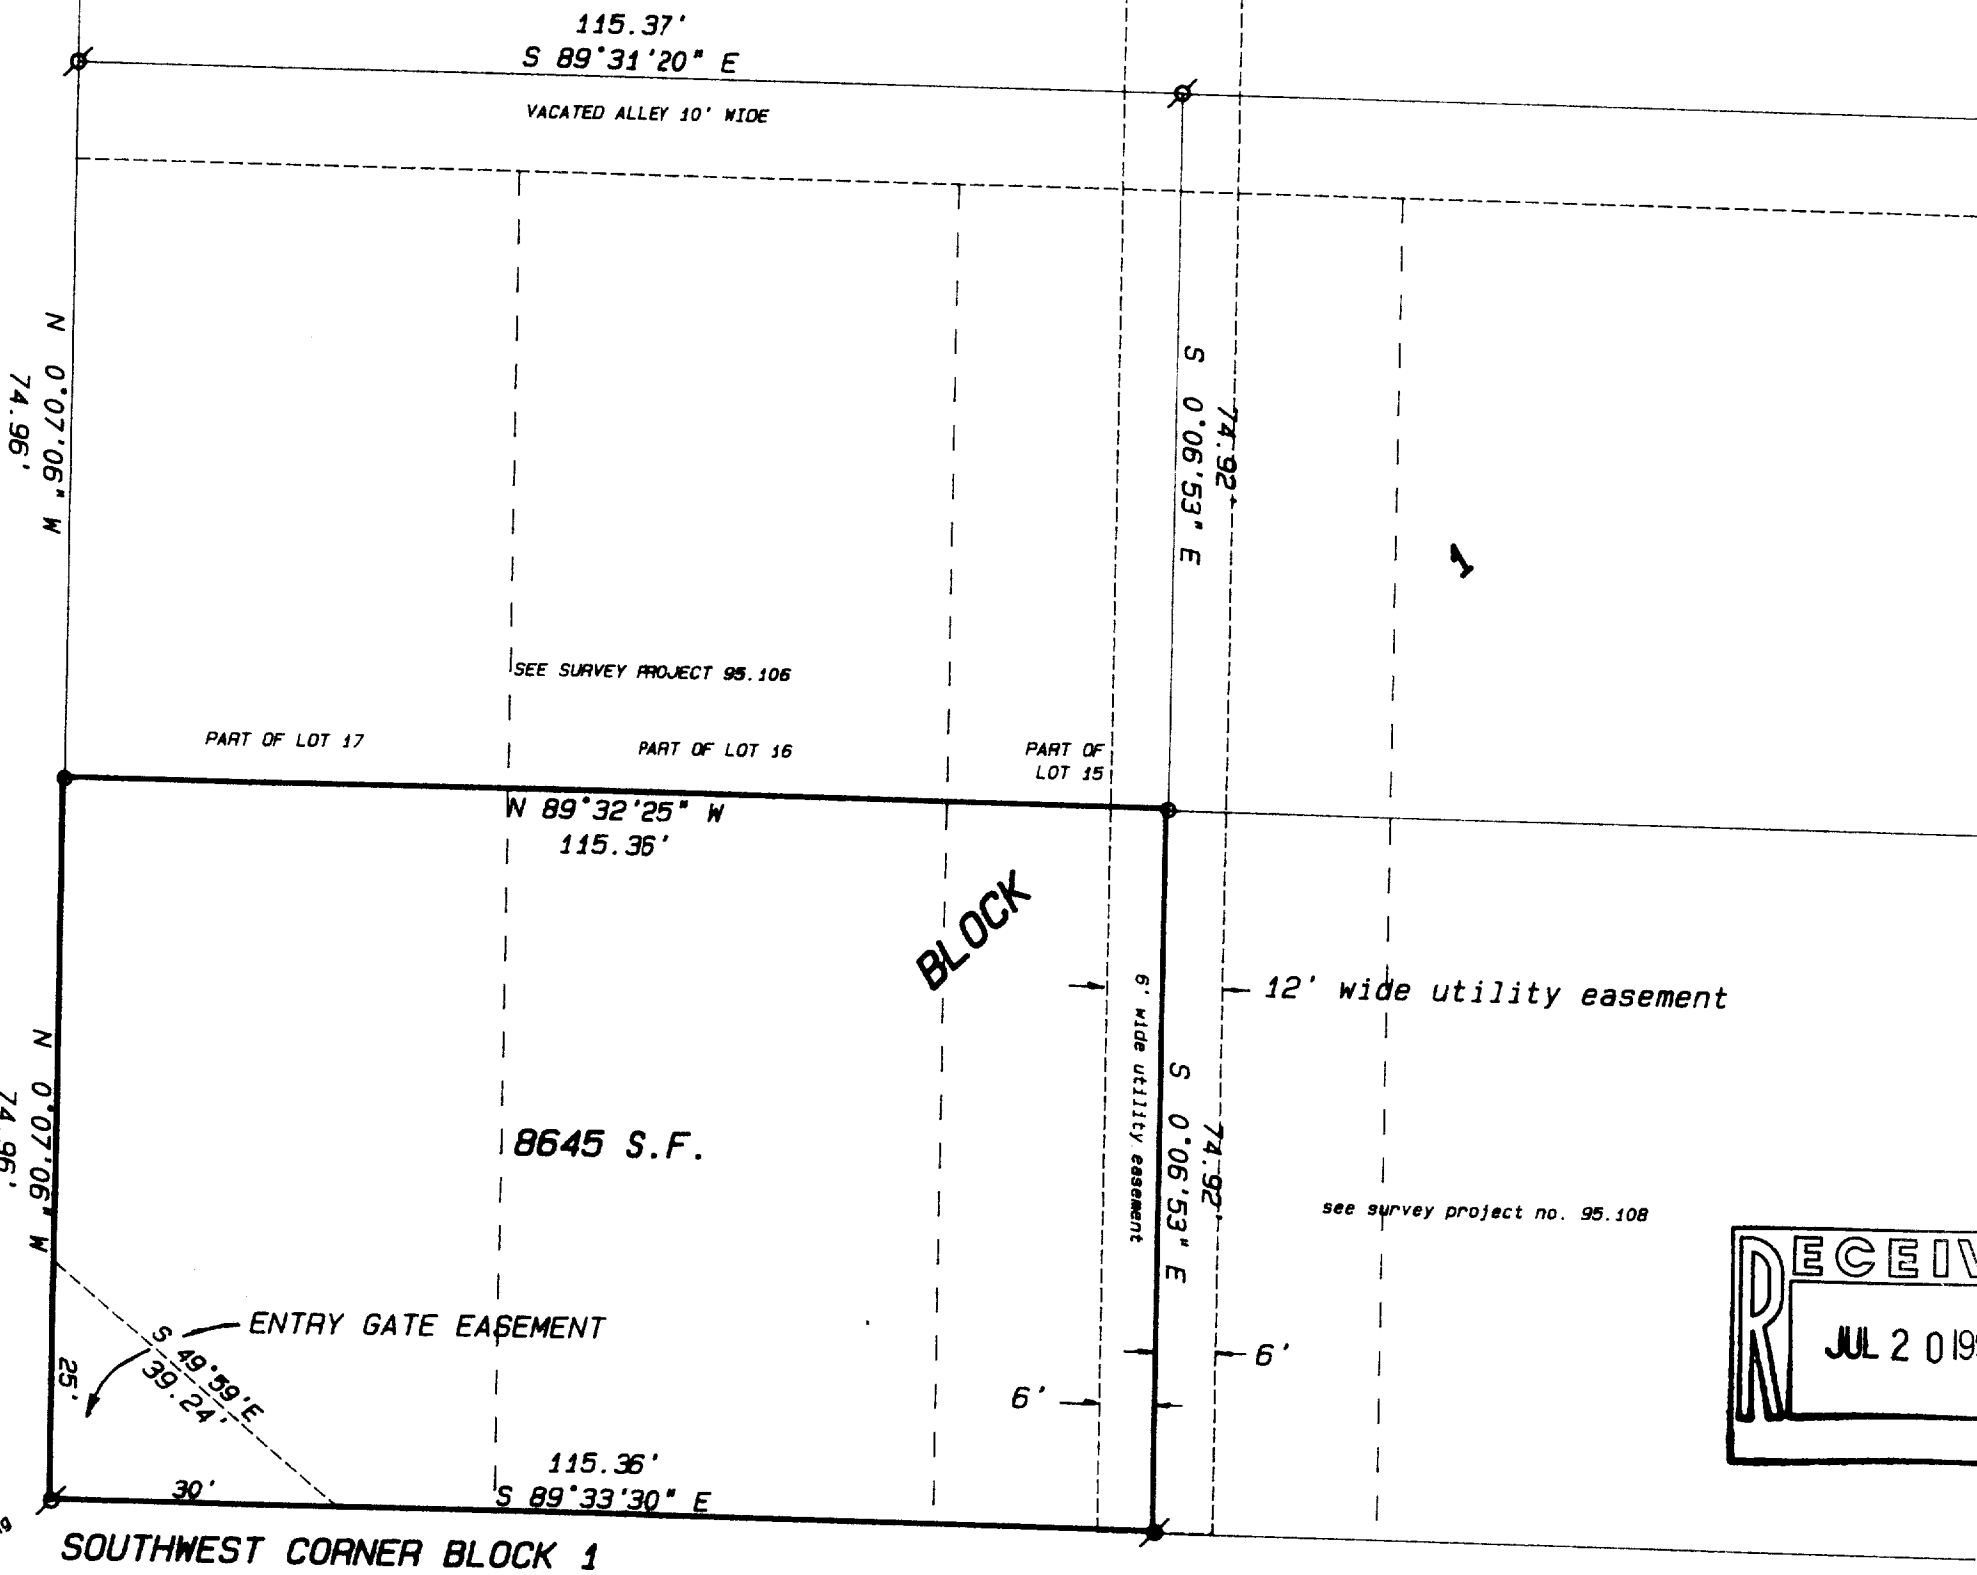 115.37'
S 89°31'20" E
VACATED ALLEY 10' WIDE
N 0°07'06" W
74.96'
S 0°06'53" E
74.92'
1
SEE SURVEY PROJECT 95.106
PART OF LOT 17
PART OF LOT 16
PART OF
LOT 15
N 89°32'25" W
115.36'
BLOCK
12' wide utility easement
6' wide utility easement
N 0°07'06" W
74.96'
S 0°06'53" E
74.92'
8645 S.F.
see survey project no. 95.108
RECEIV
JUL 20 19
ENTRY GATE EASEMENT
S 49°59'E
39.24'
25'
6'
6'
30'
115.36'
S 89°33'30" E
SOUTHWEST CORNER BLOCK 1